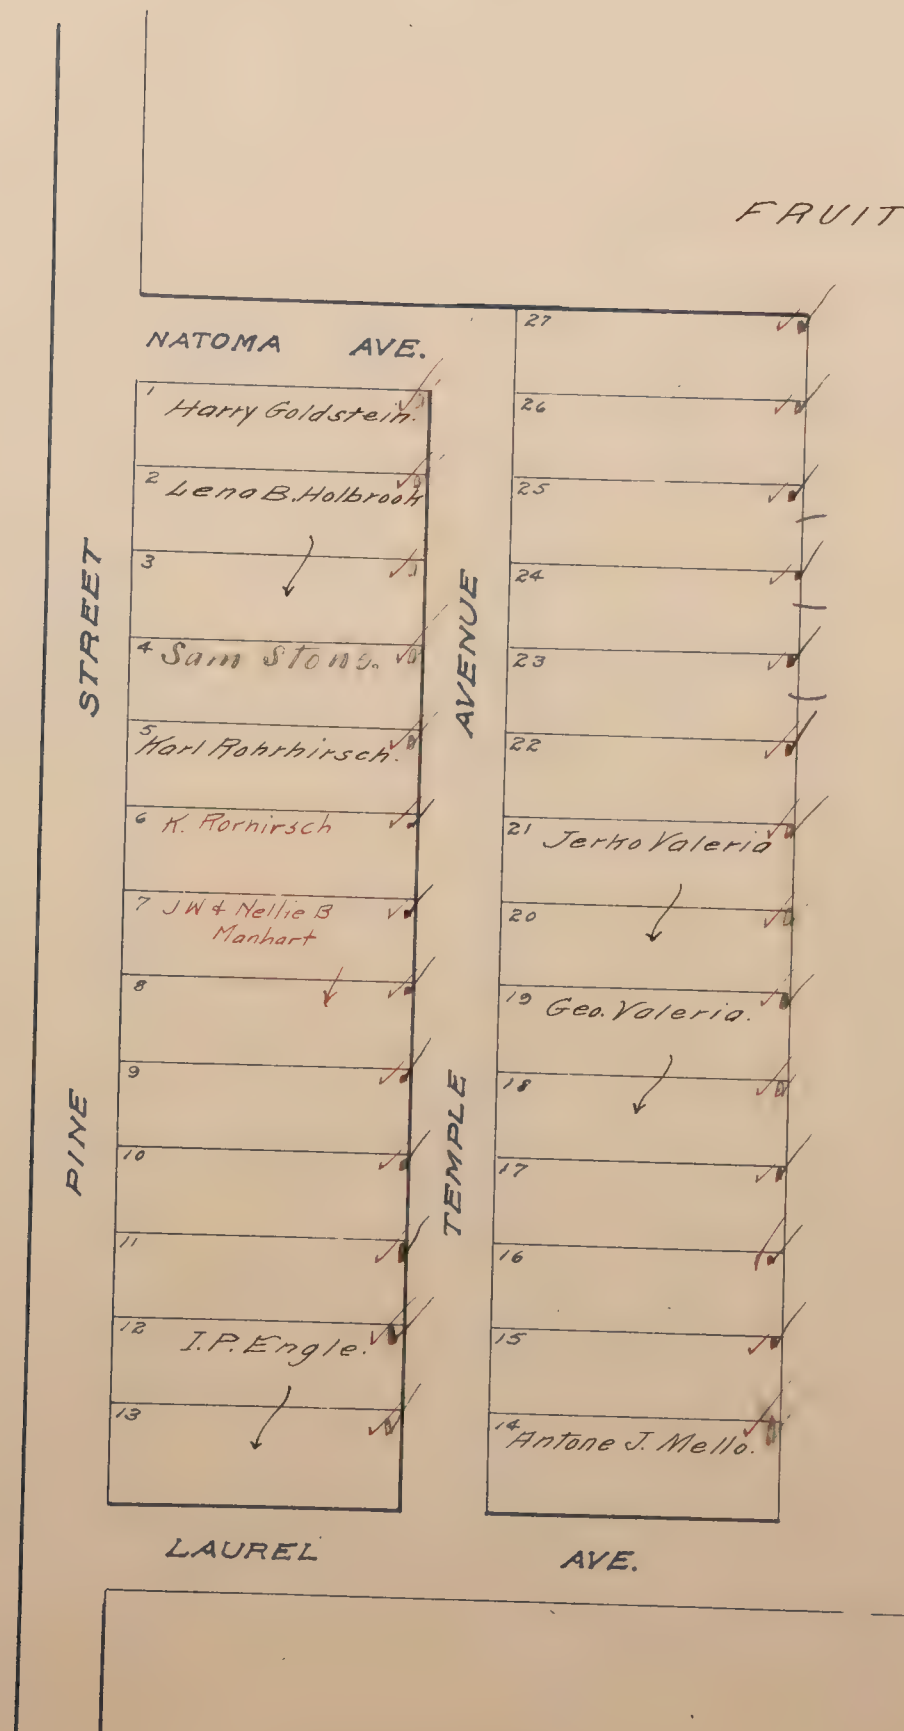 FRUIT
NATOMA AVE.
1 Harry Goldstein.
2 Lena B. Holbrook
3
4 Sam Stone.
5 Karl Rohrhirsch.
6 K. Rorhirsch
7 J W & Nellie B
Manhart
8
9
10
11
12 I.P. Engle.
13
PINE STREET
TEMPLE AVENUE
27
26
25
24
23
22
21 Jerko Valeria
20
19 Geo. Valeria.
18
17
16
15
14 Antone J. Mello.
LAUREL AVE.